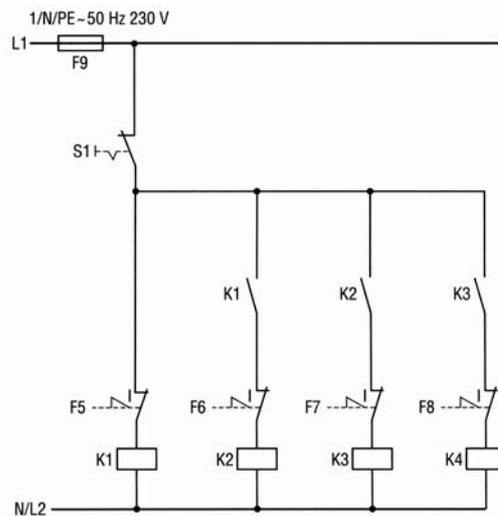 1/N/PE~50 Hz 230 V
L1
F9
S1
K1
K2
K3
F5
F6
F7
F8
K1
K2
K3
K4
N/L2